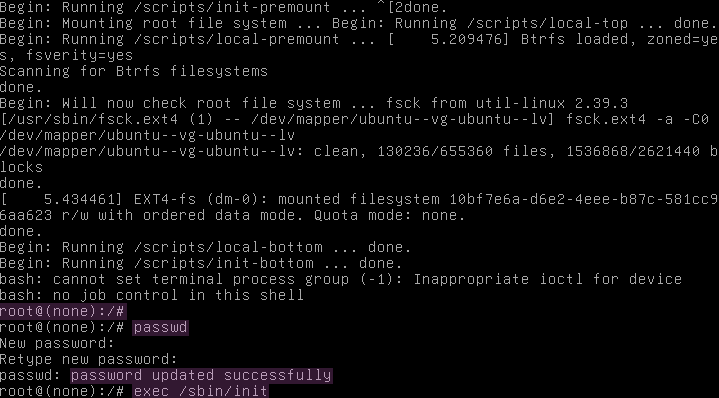 Begin: Running /scripts/init-premount ... ^[2done.
Begin: Mounting root file system ... Begin: Running /scripts/local-top ... done.
Begin: Running /scripts/local-premount ... [    5.209476] Btrfs loaded, zoned=ye
s, fsverity=yes
Scanning for Btrfs filesystems
done.
Begin: Will now check root file system ... fsck from util-linux 2.39.3
[/usr/sbin/fsck.ext4 (1) -- /dev/mapper/ubuntu--vg-ubuntu--lv] fsck.ext4 -a -C0
/dev/mapper/ubuntu--vg-ubuntu--lv
/dev/mapper/ubuntu--vg-ubuntu--lv: clean, 130236/655360 files, 1536868/2621440 b
locks
done.
[    5.434461] EXT4-fs (dm-0): mounted filesystem 10bf7e6a-d6e2-4eee-b87c-581cc9
6aa623 r/w with ordered data mode. Quota mode: none.
done.
Begin: Running /scripts/local-bottom ... done.
Begin: Running /scripts/init-bottom ... done.
bash: cannot set terminal process group (-1): Inappropriate ioctl for device
bash: no job control in this shell
root@(none):/#
root@(none):/# passwd
New password:
Retype new password:
passwd: password updated successfully
root@(none):/# exec /sbin/init